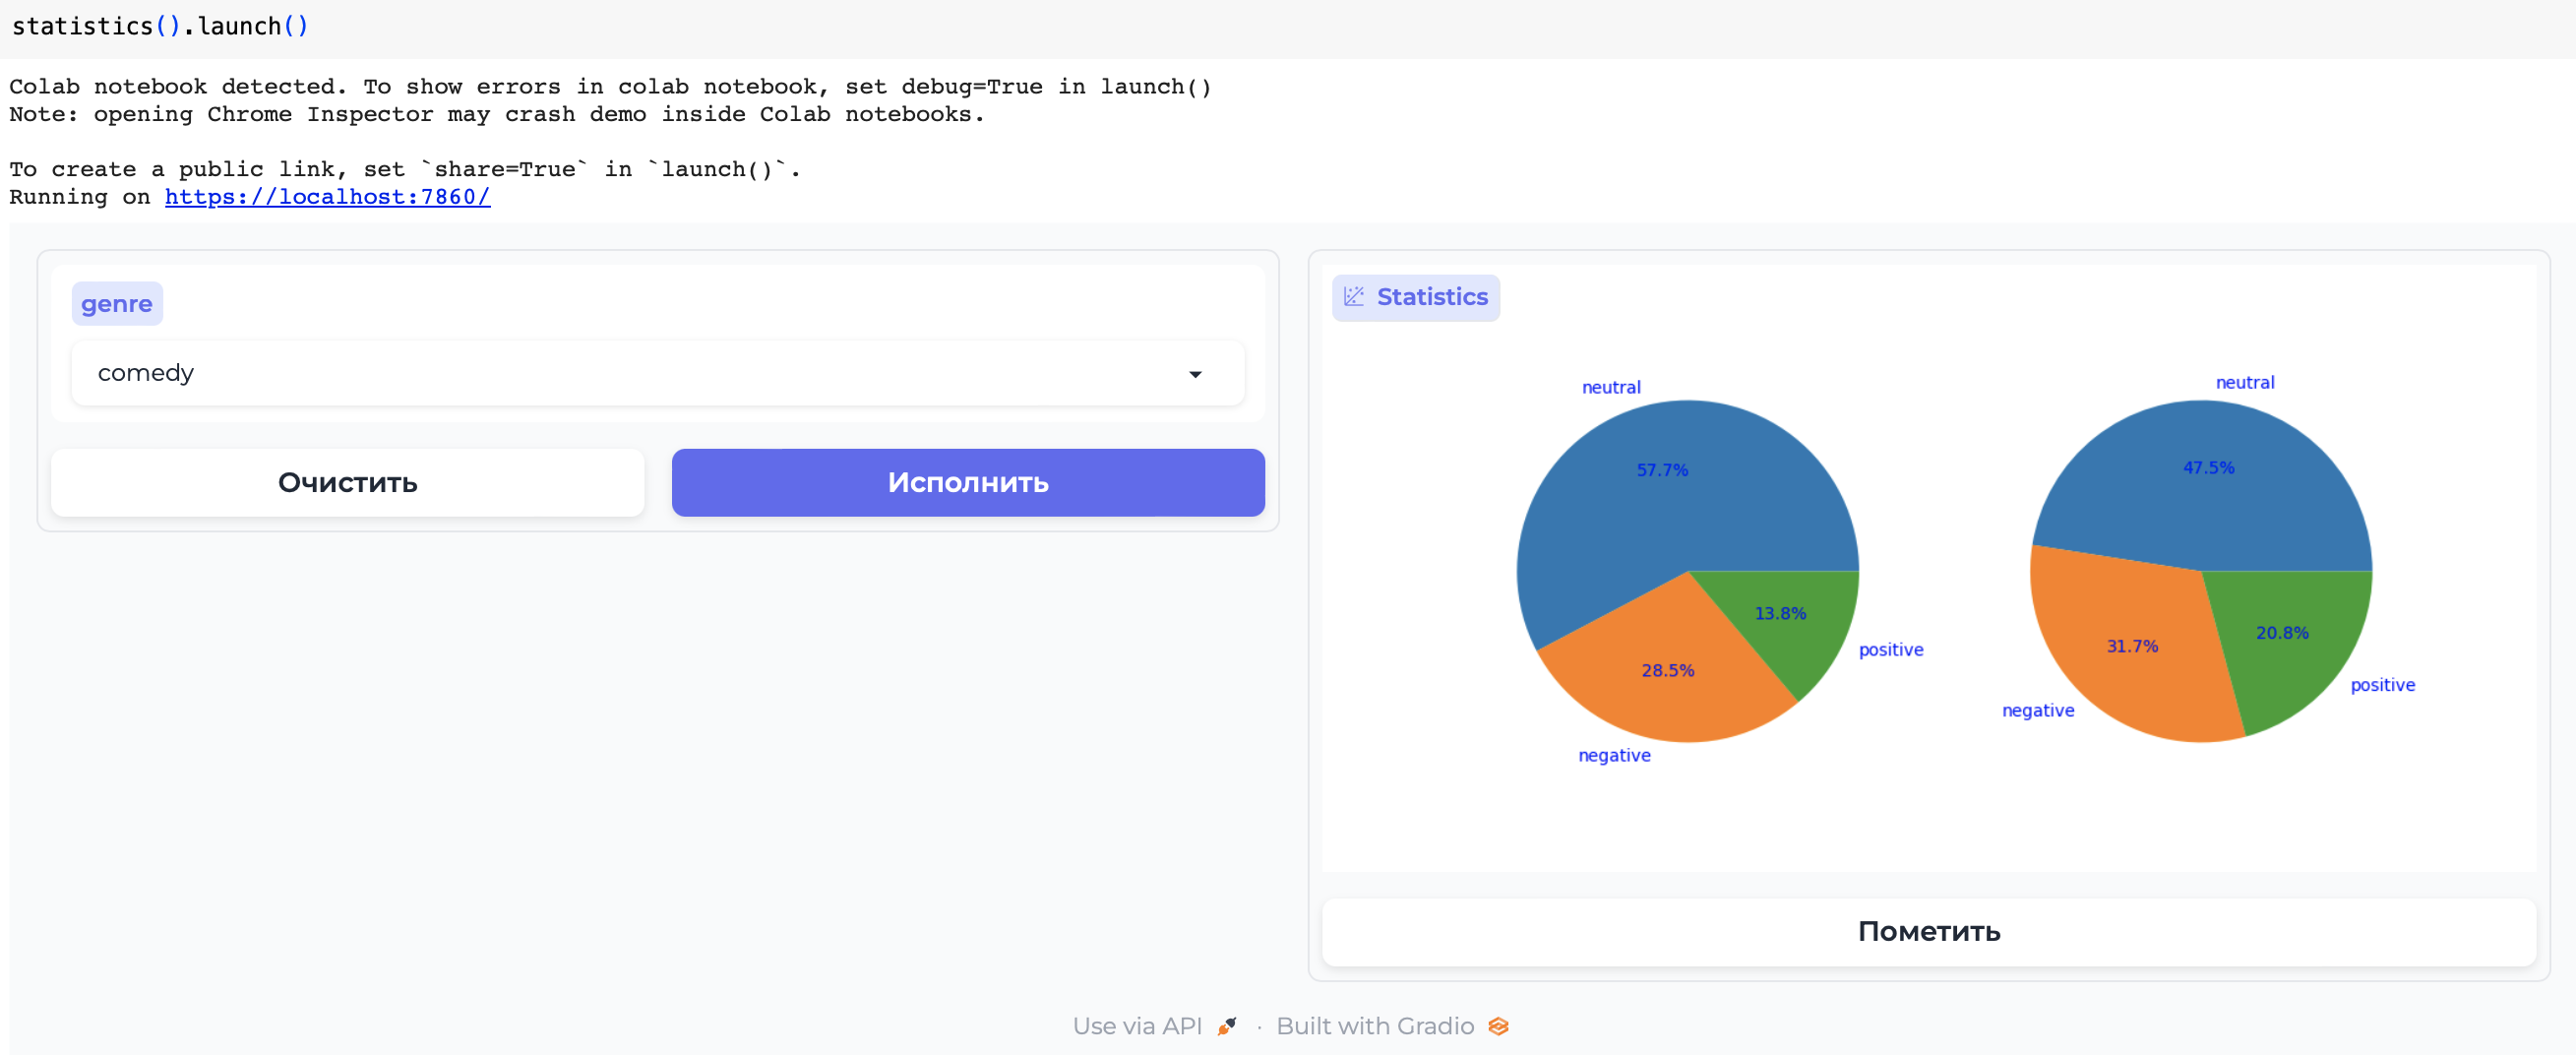 statistics().launch()
Colab notebook detected. To show errors in colab notebook, set debug=True in launch()
Note: opening Chrome Inspector may crash demo inside Colab notebooks.
To create a public link, set `share=True` in `launch()`.
Running on https://localhost:7860/
genre
comedy
Очистить
Исполнить
Statistics
neutral
57.7%
13.8%
positive
28.5%
negative
neutral
47.5%
20.8%
31.7%
positive
negative
Пометить
Use via API · Built with Gradio